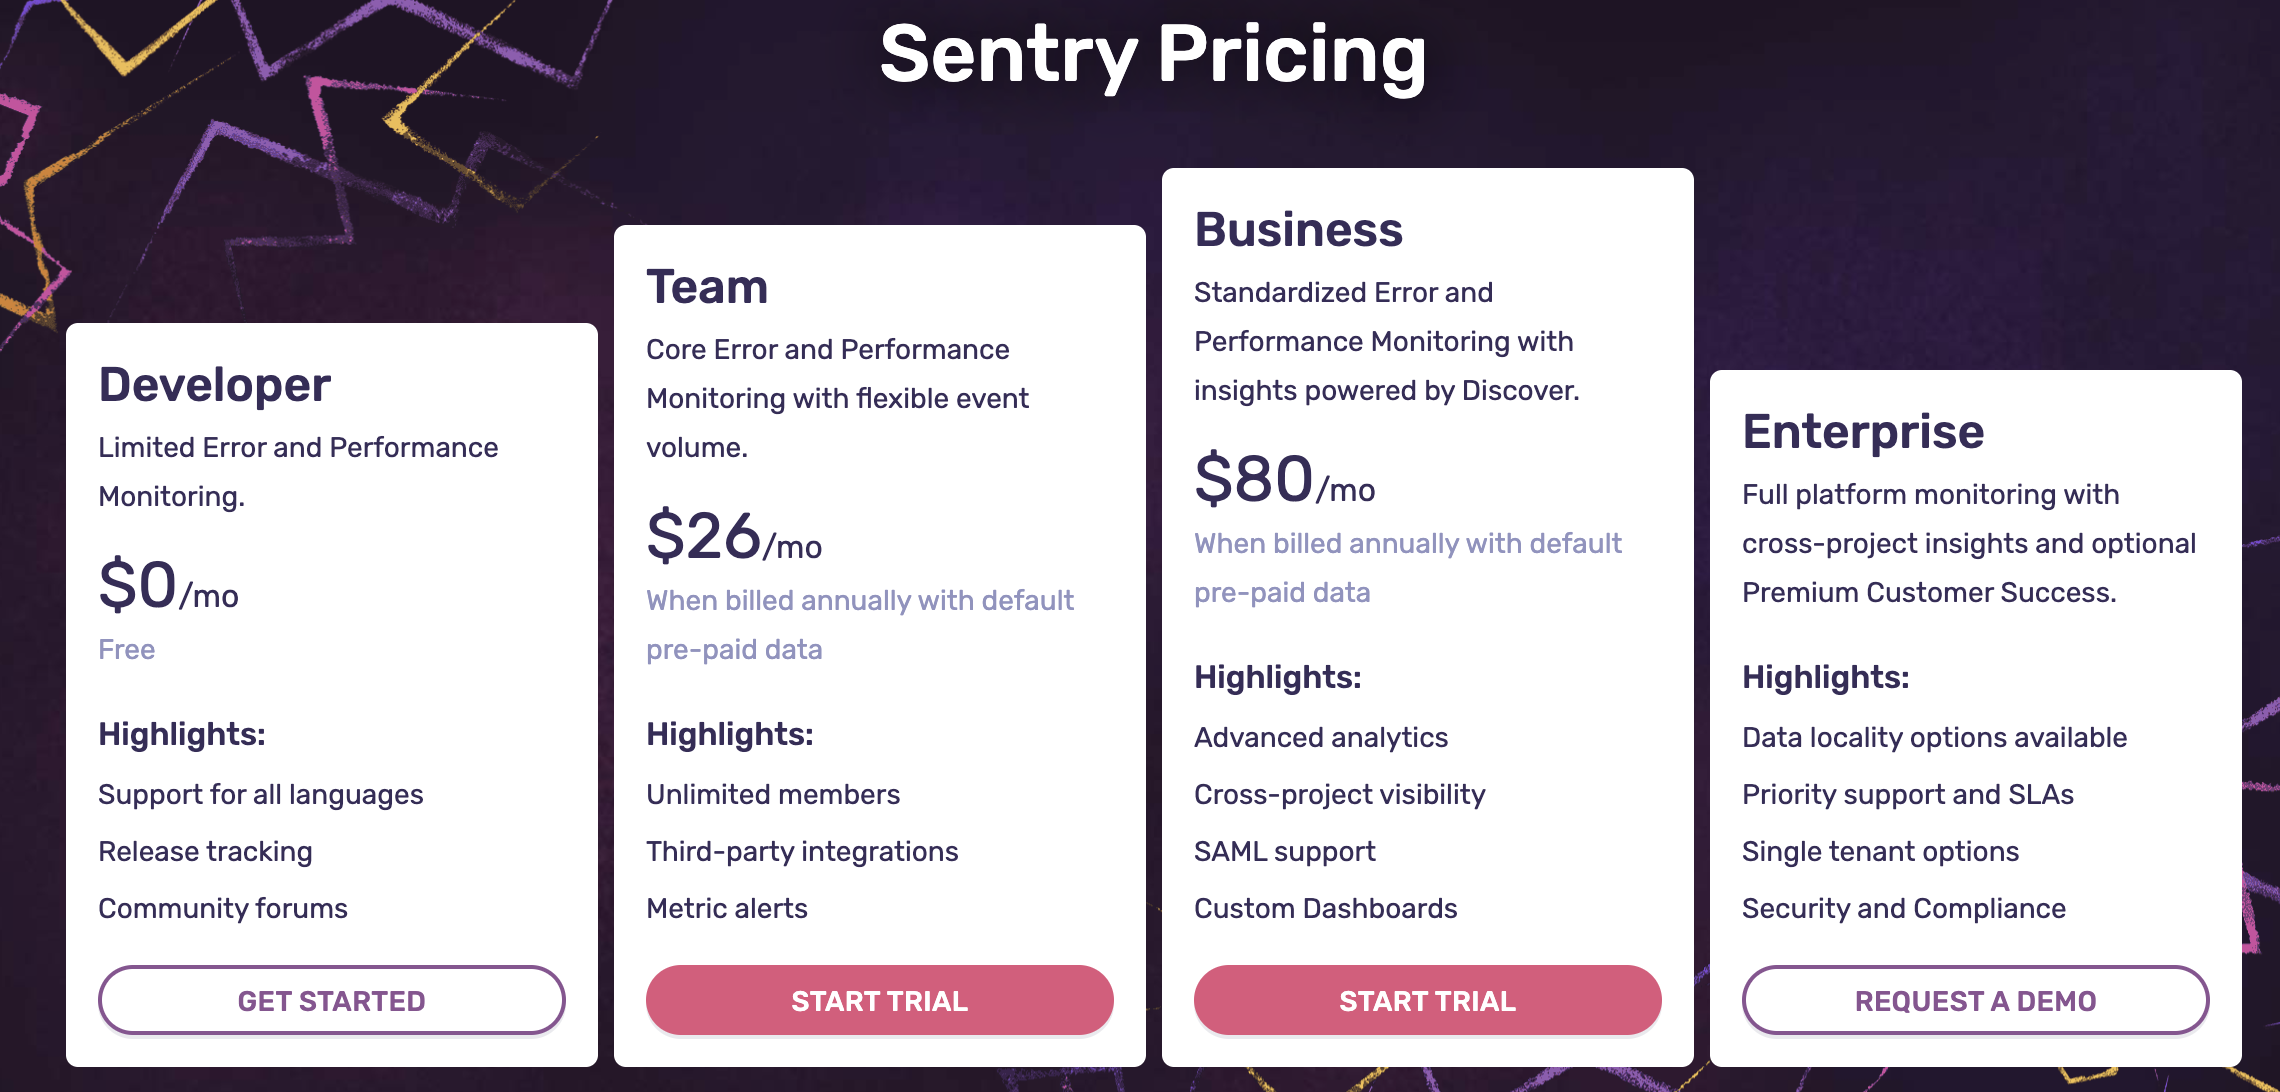 Sentry Pricing
Developer
Limited Error and Performance
Monitoring.
$0/mo
Free
Highlights:
Support for all languages
Release tracking
Community forums
GET STARTED
Team
Core Error and Performance
Monitoring with flexible event
volume.
$26/mo
When billed annually with default
pre-paid data
Highlights:
Unlimited members
Third-party integrations
Metric alerts
START TRIAL
Business
Standardized Error and
Performance Monitoring with
insights powered by Discover.
$80/mo
When billed annually with default
pre-paid data
Highlights:
Advanced analytics
Cross-project visibility
SAML support
Custom Dashboards
START TRIAL
Enterprise
Full platform monitoring with
cross-project insights and optional
Premium Customer Success.
Highlights:
Data locality options available
Priority support and SLAs
Single tenant options
Security and Compliance
REQUEST A DEMO